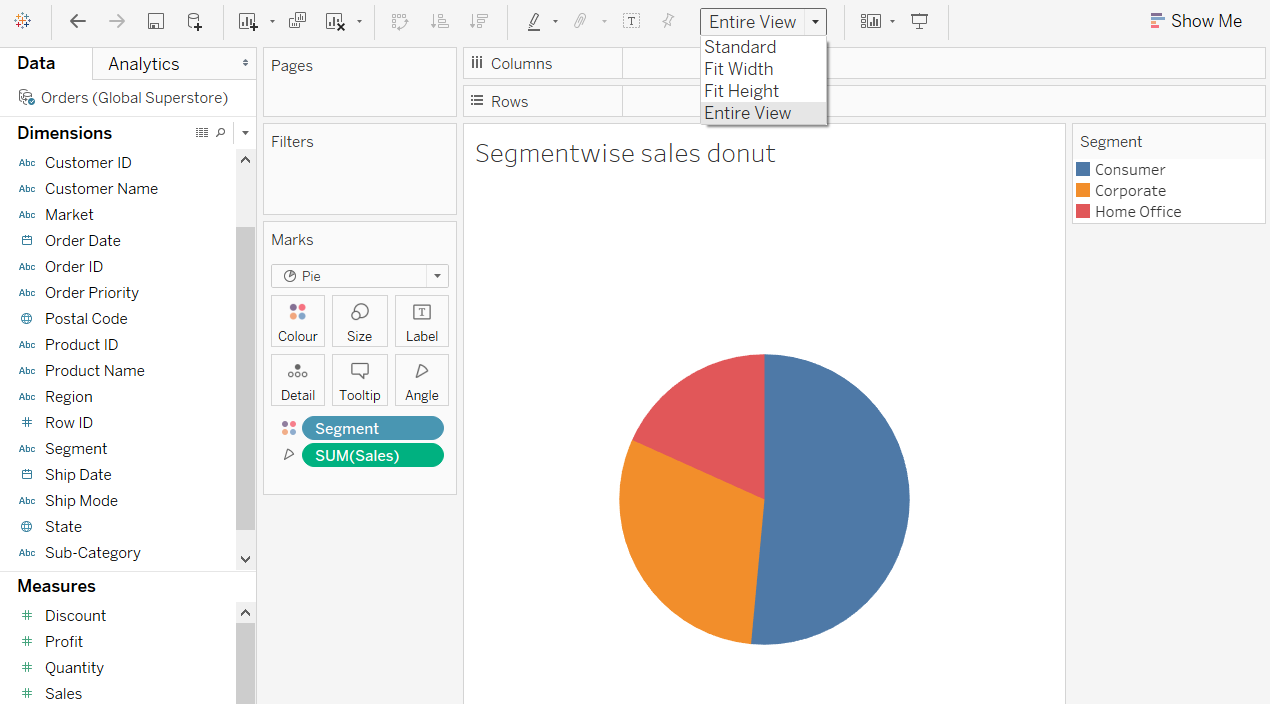 Entire View
Show Me
Standard
Fit Width
Fit Height
Entire View
Data
Analytics
Orders (Global Superstore)
Dimensions
Abc Customer ID
Abc Customer Name
Abc Market
Order Date
Abc Order ID
Abc Order Priority
Postal Code
Abc Product ID
Abc Product Name
Abc Region
# Row ID
Abc Segment
Ship Date
Abc Ship Mode
State
Abc Sub-Category
Measures
# Discount
# Profit
# Quantity
# Sales
Pages
Filters
Marks
Pie
Colour
Size
T
Label
Detail
Tooltip
Angle
Segment
SUM(Sales)
Columns
Rows
Segmentwise sales donut
Segment
Consumer
Corporate
Home Office